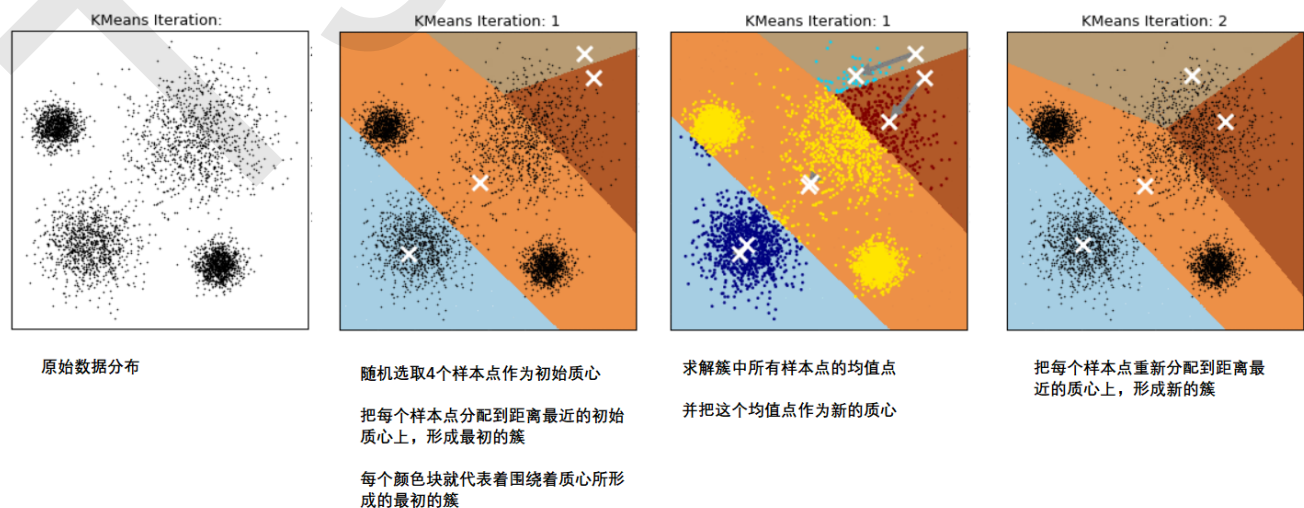 KMeans Iteration:
KMeans Iteration: 1
KMeans Iteration: 1
KMeans Iteration: 2
原始数据分布
随机选取4个样本点作为初始质心
把每个样本点分配到距离最近的初始
质心上，形成最初的簇
每个颜色块就代表着围绕着质心所形
成的最初的簇
求解簇中所有样本点的均值点
并把这个均值点作为新的质心
把每个样本点重新分配到距离最
近的质心上，形成新的簇